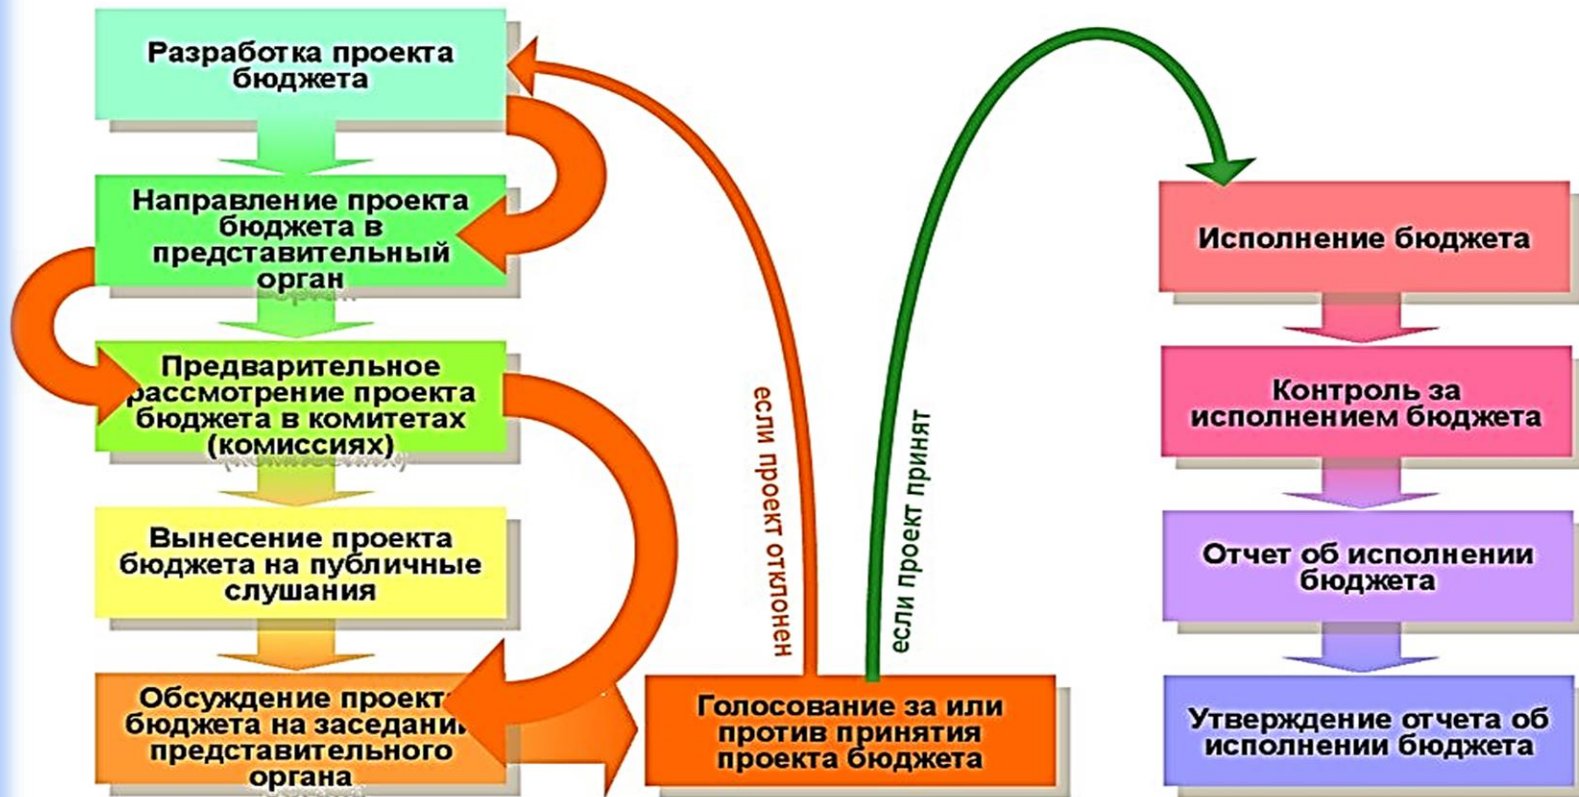 Разработка проекта
бюджета
Направление проекта
бюджета в
представительный
орган
Предварительное
рассмотрение проекта
бюджета в комитетах
(комиссиях)
Вынесение проекта
бюджета на публичные
слушания
Обсуждение проекта
бюджета на заседании
представительного
органа
если проект отклонен
если проект принят
Голосование за или
против принятия
проекта бюджета
Исполнение бюджета
Контроль за
исполнением бюджета
Отчет об исполнении
бюджета
Утверждение отчета об
исполнении бюджета